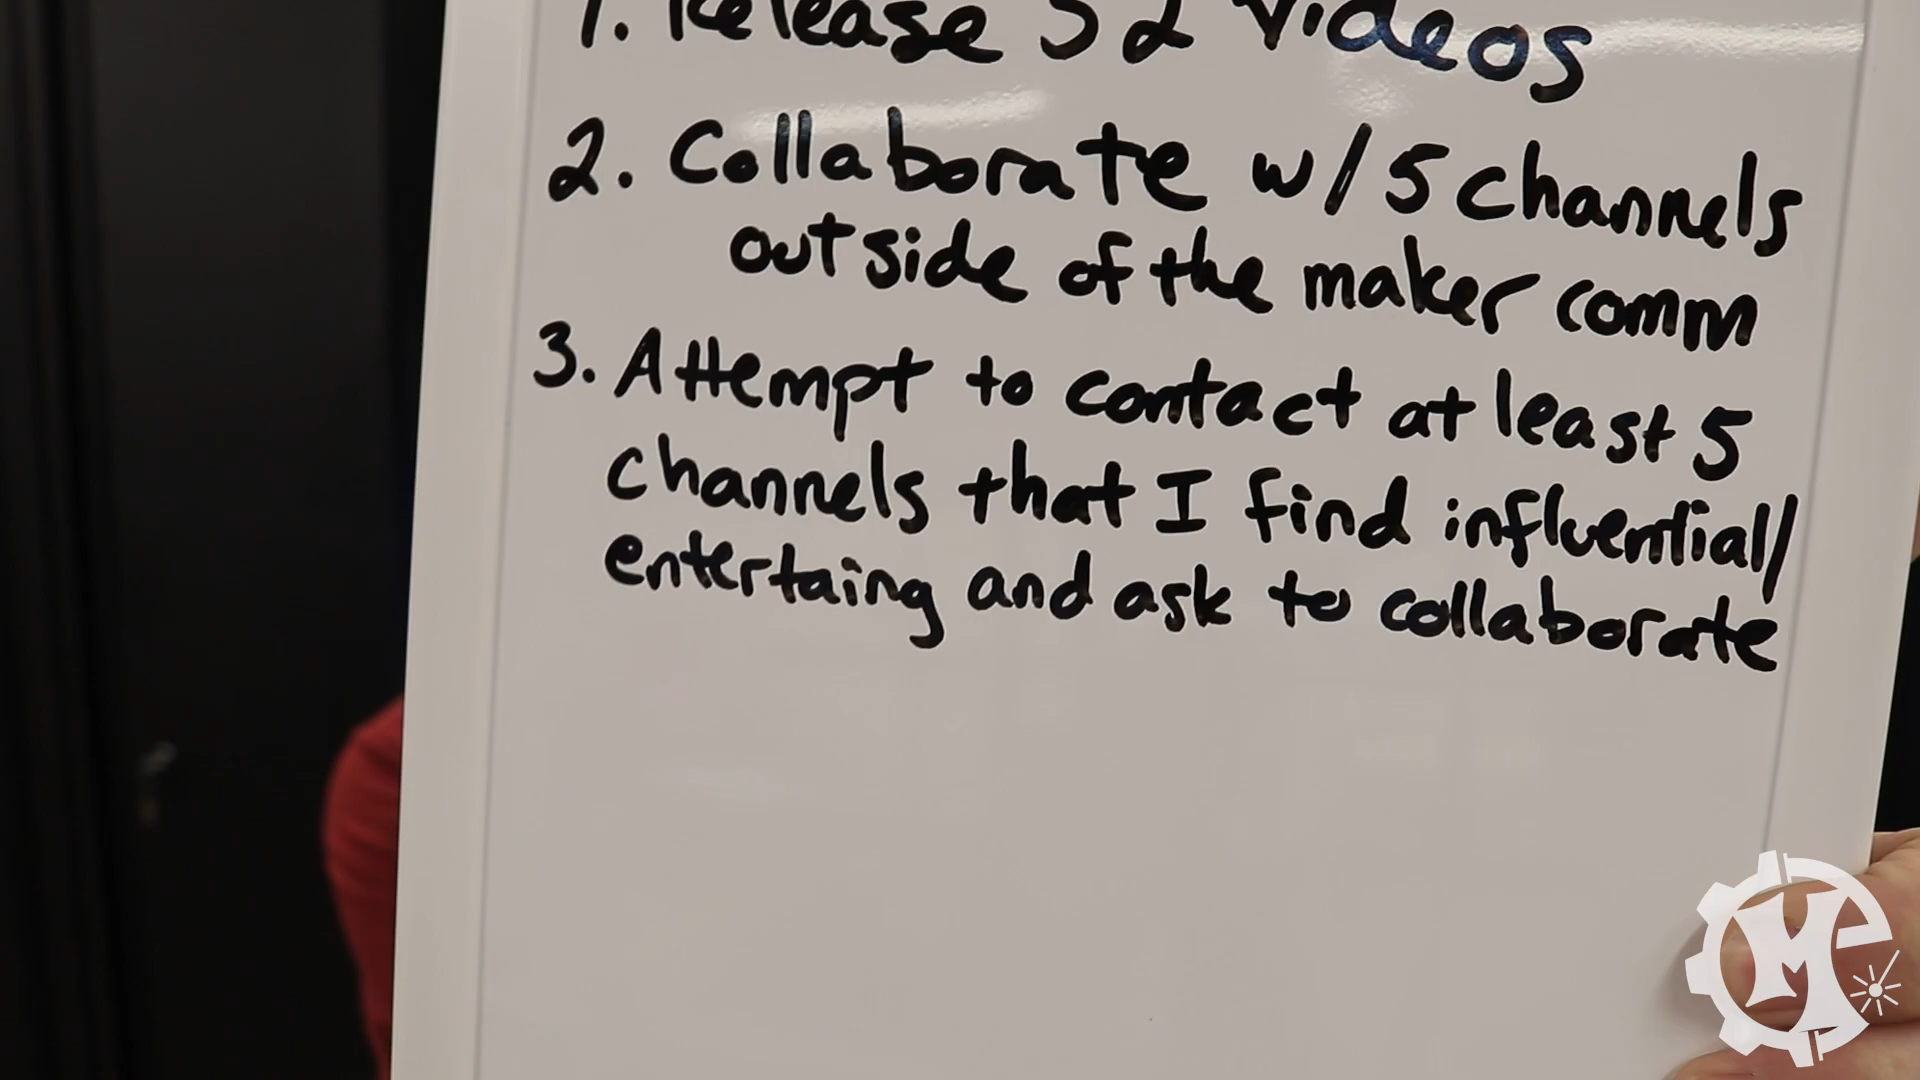 1. Release 52 Videos
2. Collaborate w/ 5 channels
outside of the maker comm
3. Attempt to contact at least 5
channels that I find influential/
entertaing and ask to collaborate
M